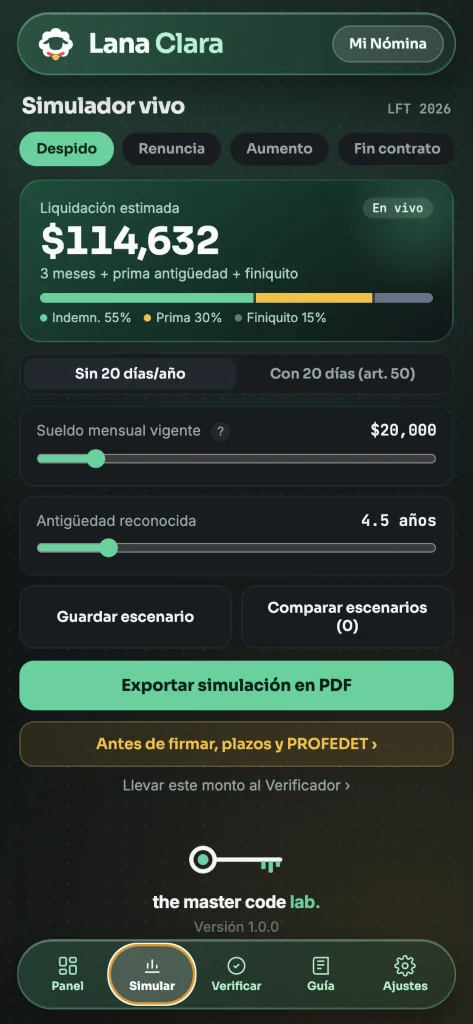 Lana Clara
Mi Nómina
Simulador vivo
LFT 2026
Despido
Renuncia
Aumento
Fin contrato
Liquidación estimada
En vivo
$114,632
3 meses + prima antigüedad + finiquito
Indemn. 55%
Prima 30%
Finiquito 15%
Sin 20 días/año
Con 20 días (art. 50)
Sueldo mensual vigente
?
$20,000
Antigüedad reconocida
4.5 años
Guardar escenario
Comparar escenarios
(0)
Exportar simulación en PDF
Antes de firmar, plazos y PROFEDET ›
Llevar este monto al Verificador ›
the master code lab.
Versión 1.0.0
Panel
Simular
Verificar
Guía
Ajustes